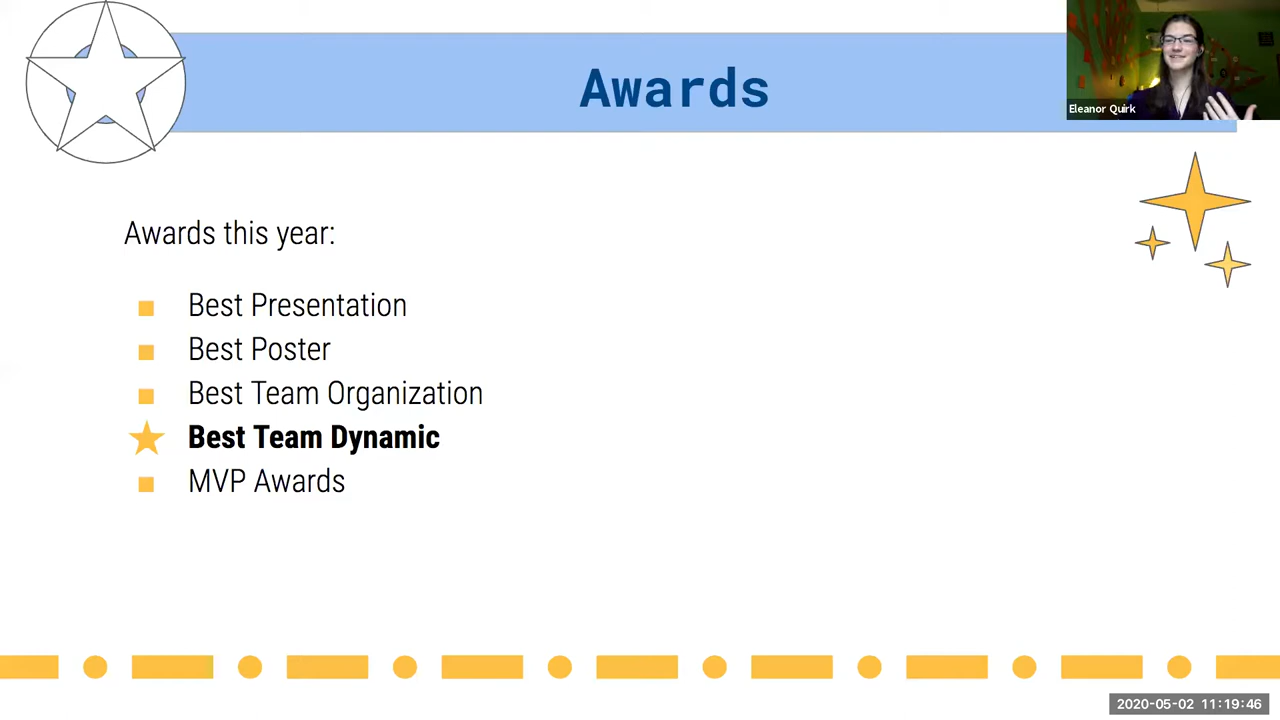 Awards
Eleanor Quirk
Awards this year:
Best Presentation
Best Poster
Best Team Organization
Best Team Dynamic
MVP Awards
2020-05-02 11:19:46